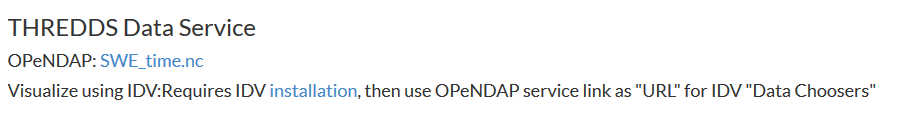 THREDDS Data Service
OPeNDAP: SWE_time.nc
Visualize using IDV:Requires IDV installation, then use OPeNDAP service link as "URL" for IDV "Data Choosers"